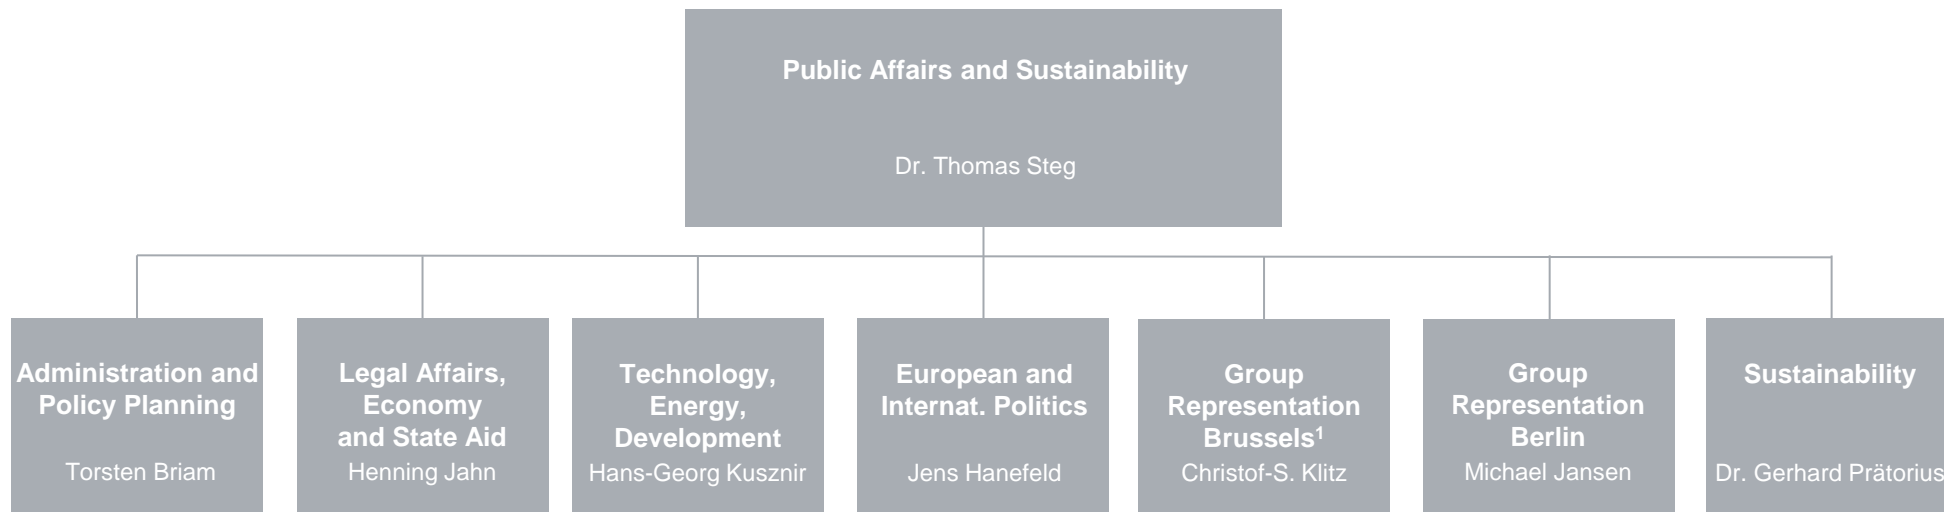 Public Affairs and Sustainability
Dr. Thomas Steg
Administration and
Policy Planning
Torsten Briam
Legal Affairs,
Economy
and State Aid
Henning Jahn
Technology,
Energy,
Development
Hans-Georg Kusznir
European and
Internat. Politics
Jens Hanefeld
Group
Representation
Brussels¹
Christof-S. Klitz
Group
Representation
Berlin
Michael Jansen
Sustainability
Dr. Gerhard Prätorius